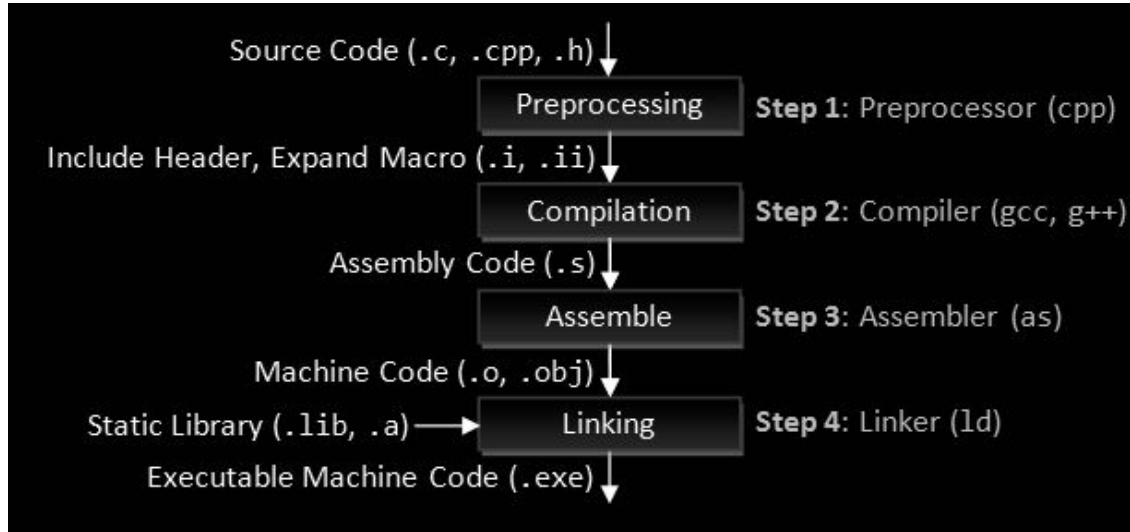 Source Code (.c, .cpp, .h)
Preprocessing
Step 1: Preprocessor (cpp)
Include Header, Expand Macro (.i, .ii)
Compilation
Step 2: Compiler (gcc, g++)
Assembly Code (.s)
Assemble
Step 3: Assembler (as)
Machine Code (.o, .obj)
Static Library (.lib, .a)
Linking
Step 4: Linker (ld)
Executable Machine Code (.exe)